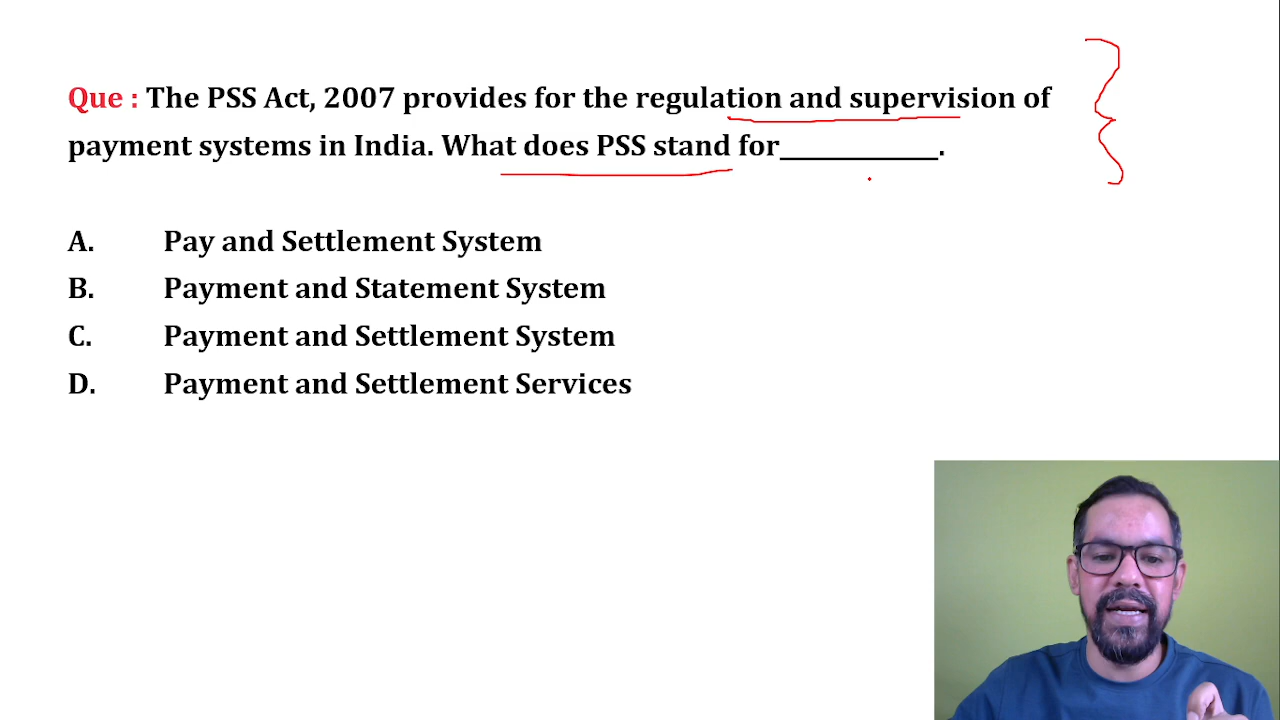 Que : The PSS Act, 2007 provides for the regulation and supervision of
payment systems in India. What does PSS stand for____________.
A. Pay and Settlement System
B. Payment and Statement System
C. Payment and Settlement System
D. Payment and Settlement Services